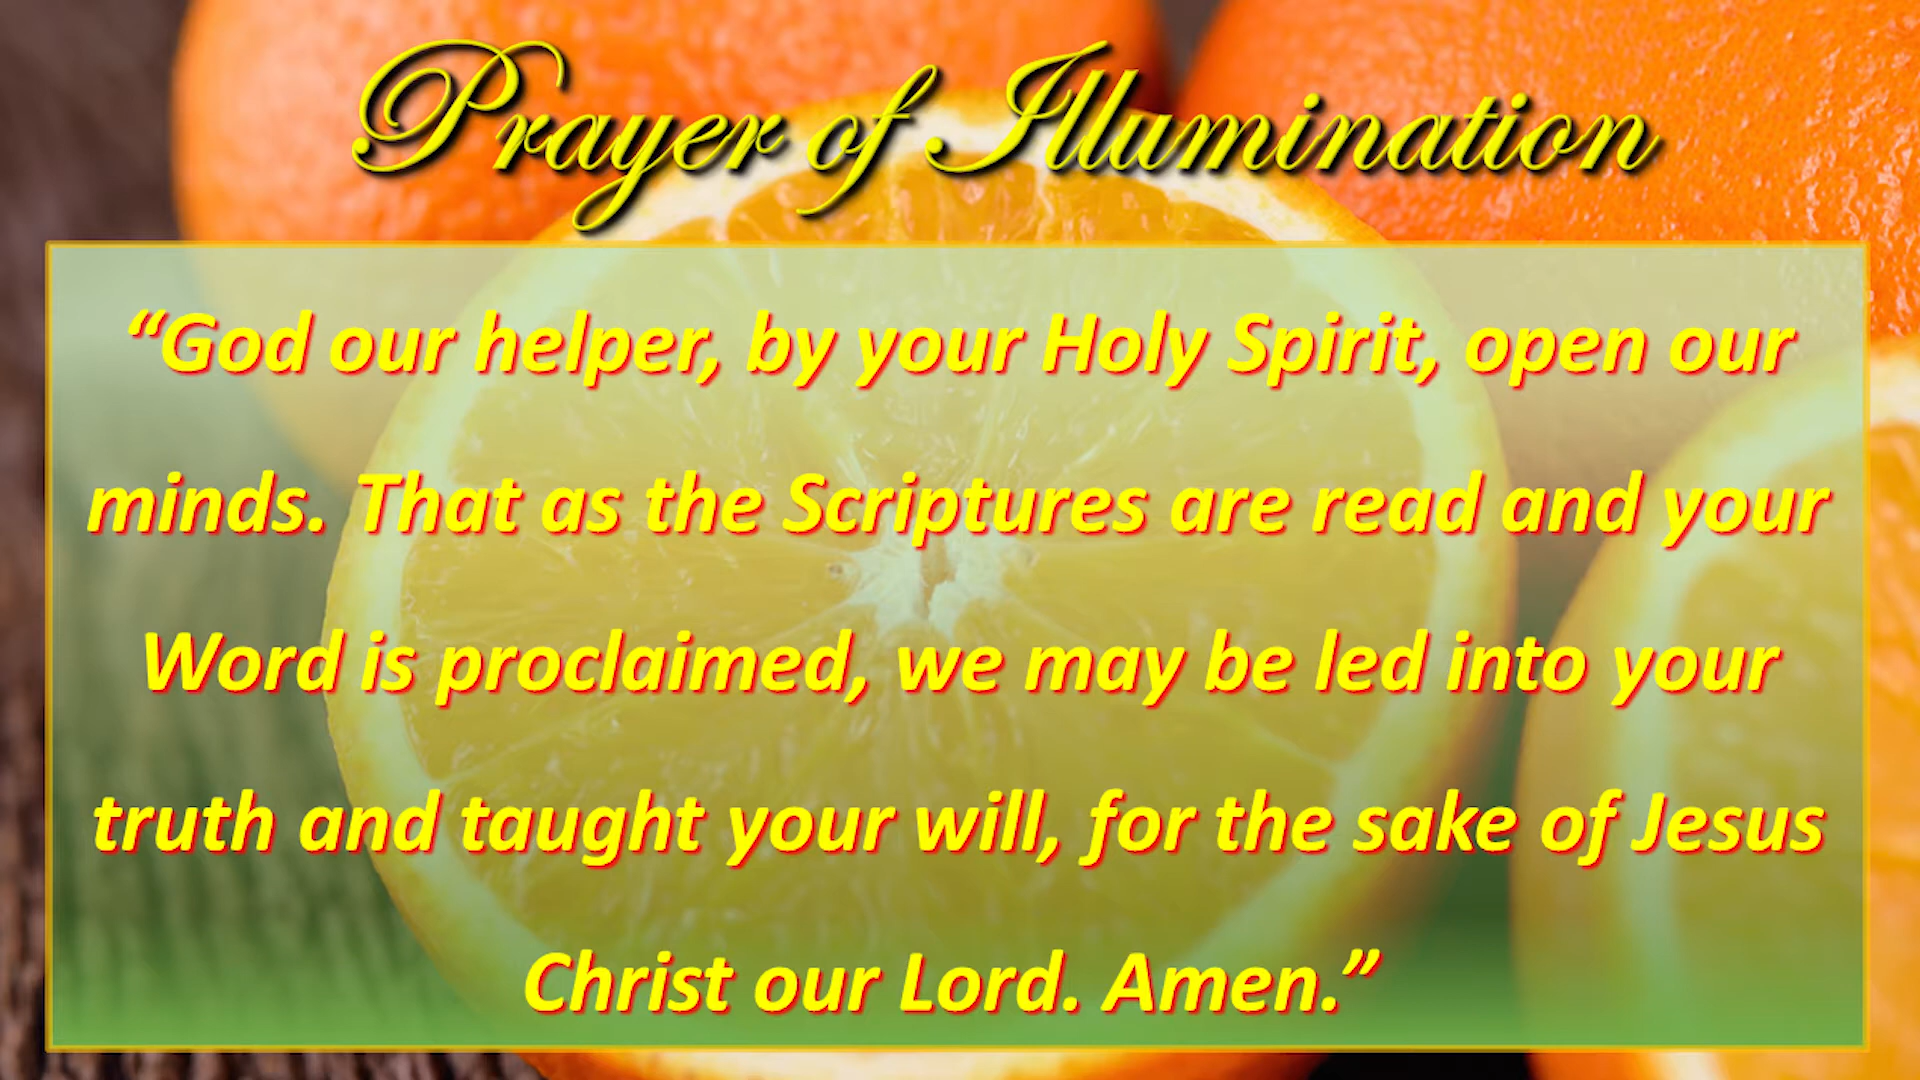 Prayer of Illumination
“God our helper, by your Holy Spirit, open our
minds. That as the Scriptures are read and your
Word is proclaimed, we may be led into your
truth and taught your will, for the sake of Jesus
Christ our Lord. Amen.”